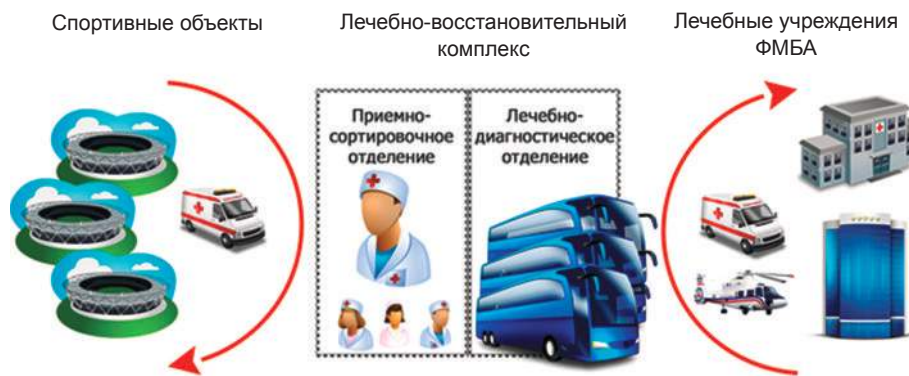 Спортивные объекты
Лечебно-восстановительный
комплекс
Лечебные учреждения
ФМБА
Приемно-
сортировочное
отделение
Лечебно-
диагностическое
отделение